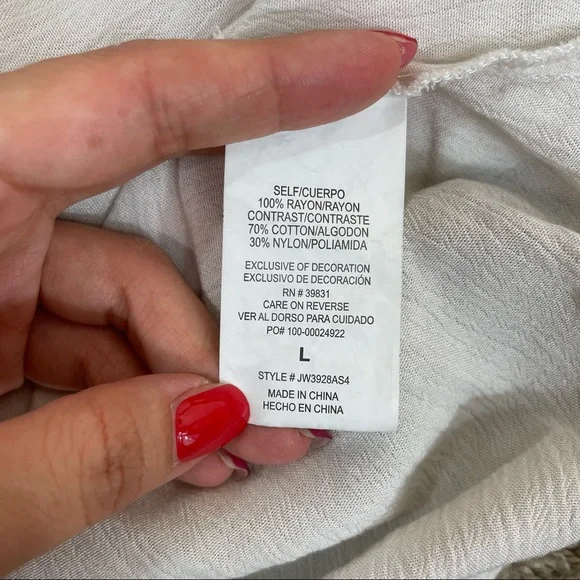 SELF/CUERPO
100% RAYON/RAYON
CONTRAST/CONTRASTE
70% COTTON/ALGODON
30% NYLON/POLIAMIDA
EXCLUSIVE OF DECORATION
EXCLUSIVO DE DECORACIÓN
RN # 39831
CARE ON REVERSE
VER AL DORSO PARA CUIDADO
PO# 100-00024922
L
STYLE # JW3928AS4
MADE IN CHINA
HECHO EN CHINA